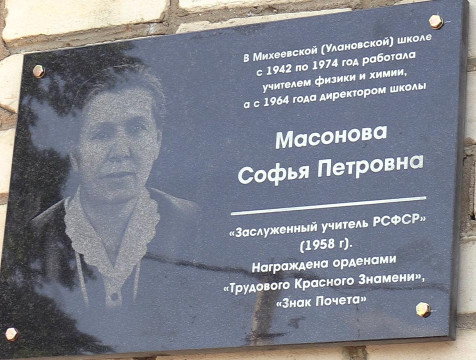 В Михеевской (Улановской) школе
с 1942 по 1974 год работала
учителем физики и химии,
а с 1964 года директором школы
Масонова
Софья Петровна
«Заслуженный учитель РСФСР»
(1958 г).
Награждена орденами
«Трудового Красного Знамени»,
«Знак Почета»